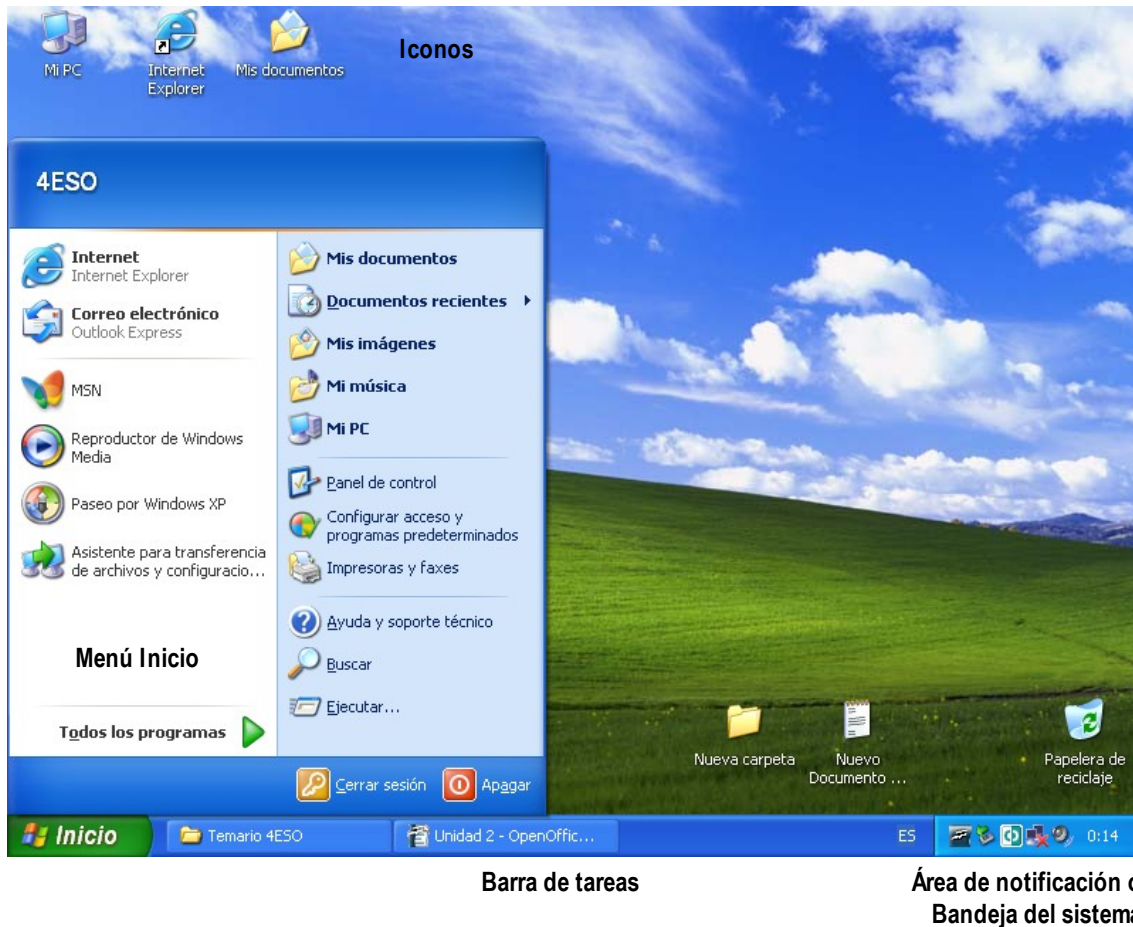 Mi PC
Internet
Explorer
Mis documentos
Iconos
4ESO
Internet
Internet Explorer
Correo electrónico
Outlook Express
MSN
Reproductor de Windows
Media
Paseo por Windows XP
Asistente para transferencia
de archivos y configuracio...
Menú Inicio
Todos los programas
Mis documentos
Documentos recientes
Mis imágenes
Mi música
Mi PC
Panel de control
Configurar acceso y
programas predeterminados
Impresoras y faxes
Ayuda y soporte técnico
Buscar
Ejecutar...
Cerrar sesión
Apagar
Nueva carpeta
Nuevo
Documento ...
Papelera de
reciclaje
Inicio
Temario 4ESO
Unidad 2 - OpenOffic...
ES
0:14
Barra de tareas
Área de notificación o
Bandeja del sistema